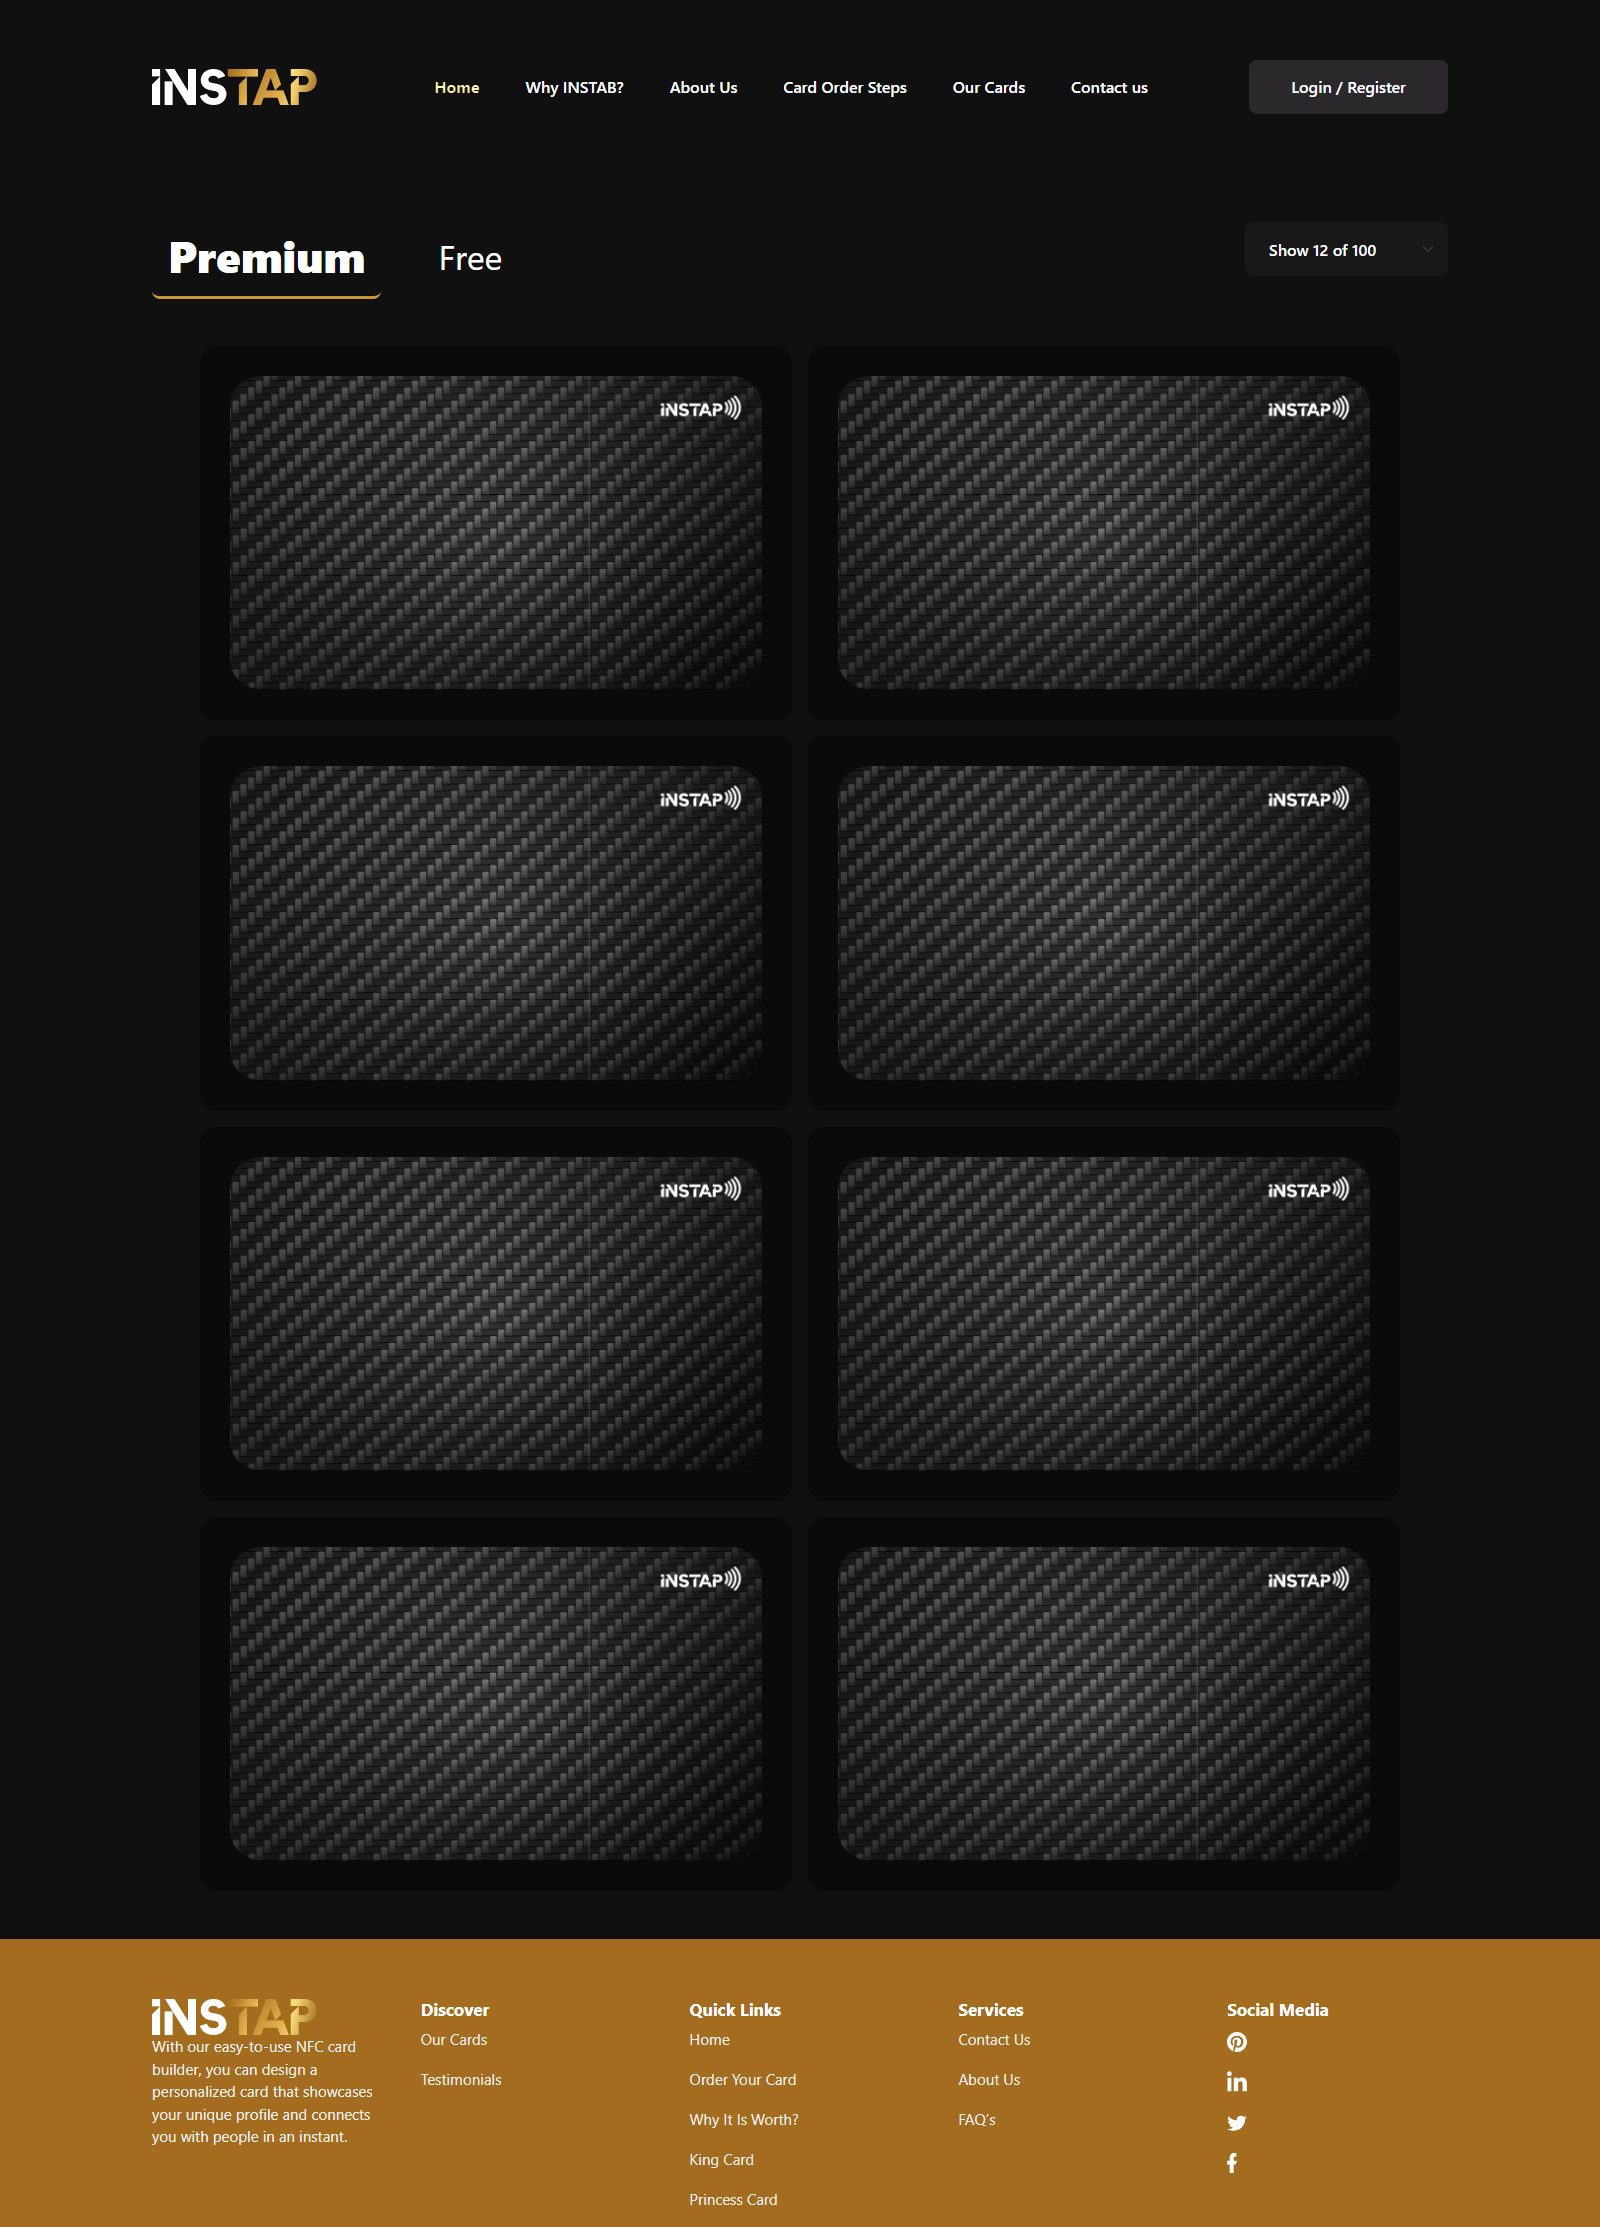 INSTAP
Home
Why INSTAB?
About Us
Card Order Steps
Our Cards
Contact us
Login / Register
Premium
Free
Show 12 of 100
INSTAP
INSTAP
INSTAP
INSTAP
INSTAP
INSTAP
INSTAP
INSTAP
INSTAP
With our easy-to-use NFC card
builder, you can design a
personalized card that showcases
your unique profile and connects
you with people in an instant.
Discover
Our Cards
Testimonials
Quick Links
Home
Order Your Card
Why It Is Worth?
King Card
Princess Card
Services
Contact Us
About Us
FAQ's
Social Media